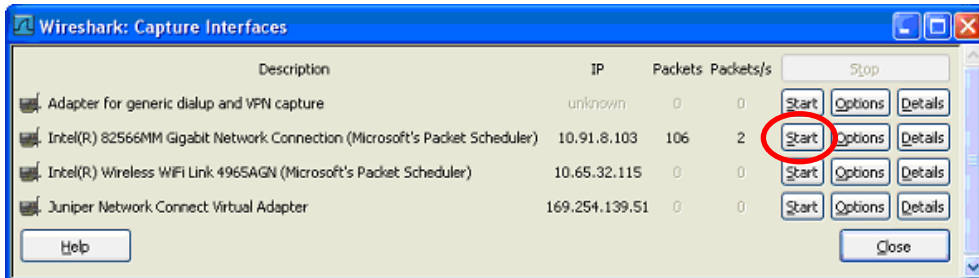 Wireshark: Capture Interfaces
Description IP Packets Packets/s Stop
Adapter for generic dialup and VPN capture unknown 0 0 Start Options Details
Intel(R) 82566MM Gigabit Network Connection (Microsoft's Packet Scheduler) 10.91.8.103 106 2 Start Options Details
Intel(R) Wireless WiFi Link 4965AGN (Microsoft's Packet Scheduler) 10.65.32.115 0 0 Start Options Details
Juniper Network Connect Virtual Adapter 169.254.139.51 0 0 Start Options Details
Help Close